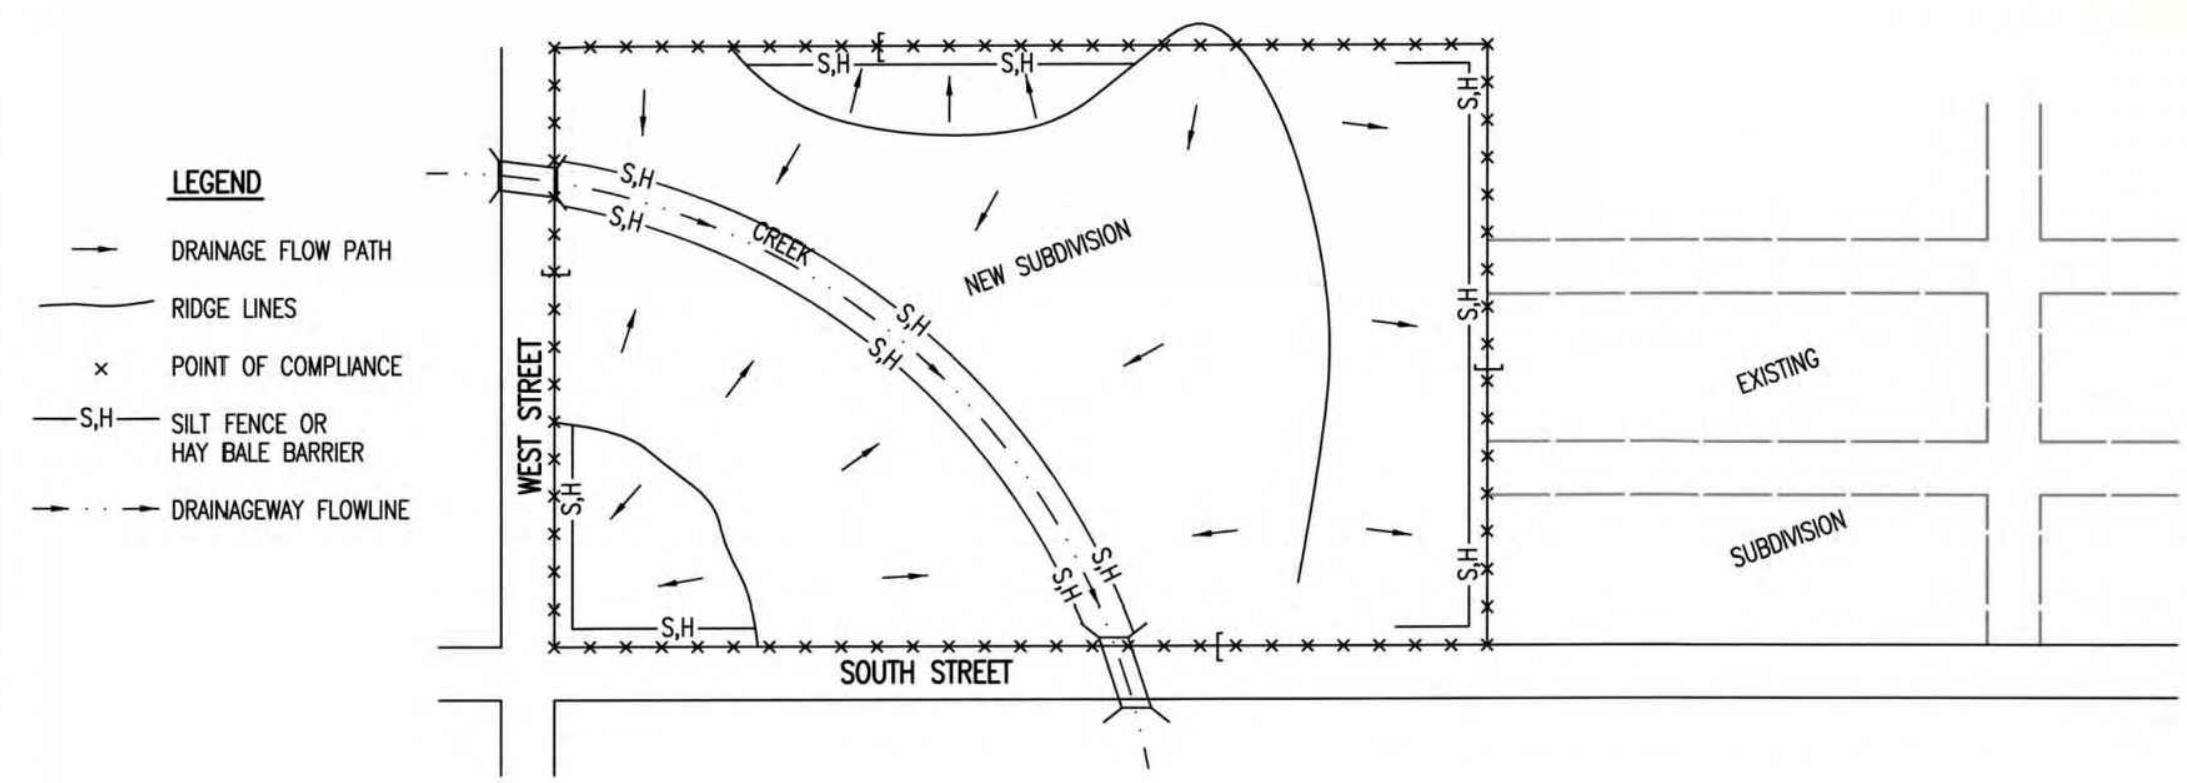 LEGEND
DRAINAGE FLOW PATH
RIDGE LINES
POINT OF COMPLIANCE
S,H
SILT FENCE OR
HAY BALE BARRIER
DRAINAGEWAY FLOWLINE
S,H
S,H
S,H
S,H
S,H
CREEK
NEW SUBDIVISION
S,H
S,H
S,H
WEST STREET
EXISTING
S,H
SUBDIVISION
S,H
S,H
S,H
S,H
SOUTH STREET